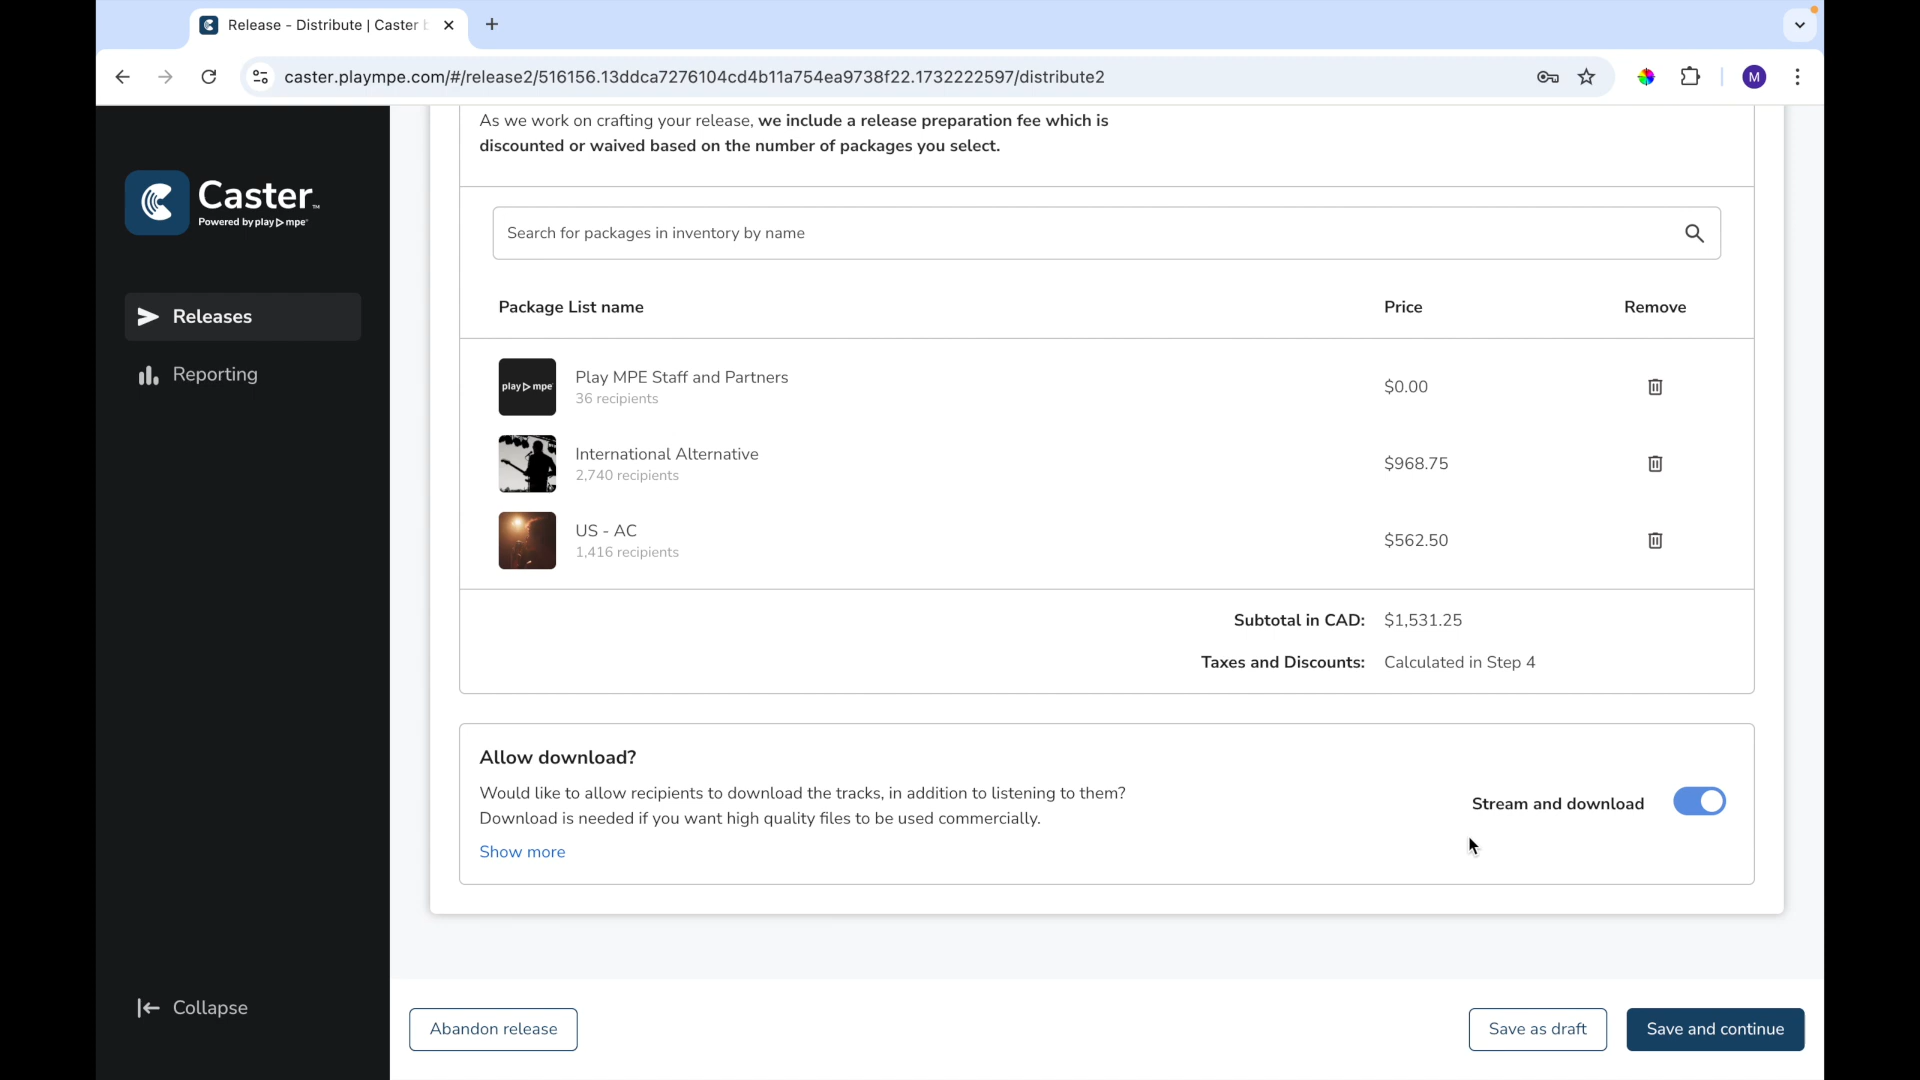 Release - Distribute | Caster b
caster.plaympe.com/#/release2/516156.13ddca7276104cd4b11a754ea9738f22.1732222597/distribute2
M
Caster™
Powered by play mpe®
Releases
Reporting
Collapse
As we work on crafting your release, we include a release preparation fee which is
discounted or waived based on the number of packages you select.
Search for packages in inventory by name
Package List name Price Remove
play mpe®
Play MPE Staff and Partners $0.00
36 recipients
International Alternative $968.75
2,740 recipients
US - AC $562.50
1,416 recipients
Subtotal in CAD: $1,531.25
Taxes and Discounts: Calculated in Step 4
Allow download?
Would like to allow recipients to download the tracks, in addition to listening to them?
Download is needed if you want high quality files to be used commercially.
Show more
Stream and download
Abandon release Save as draft Save and continue